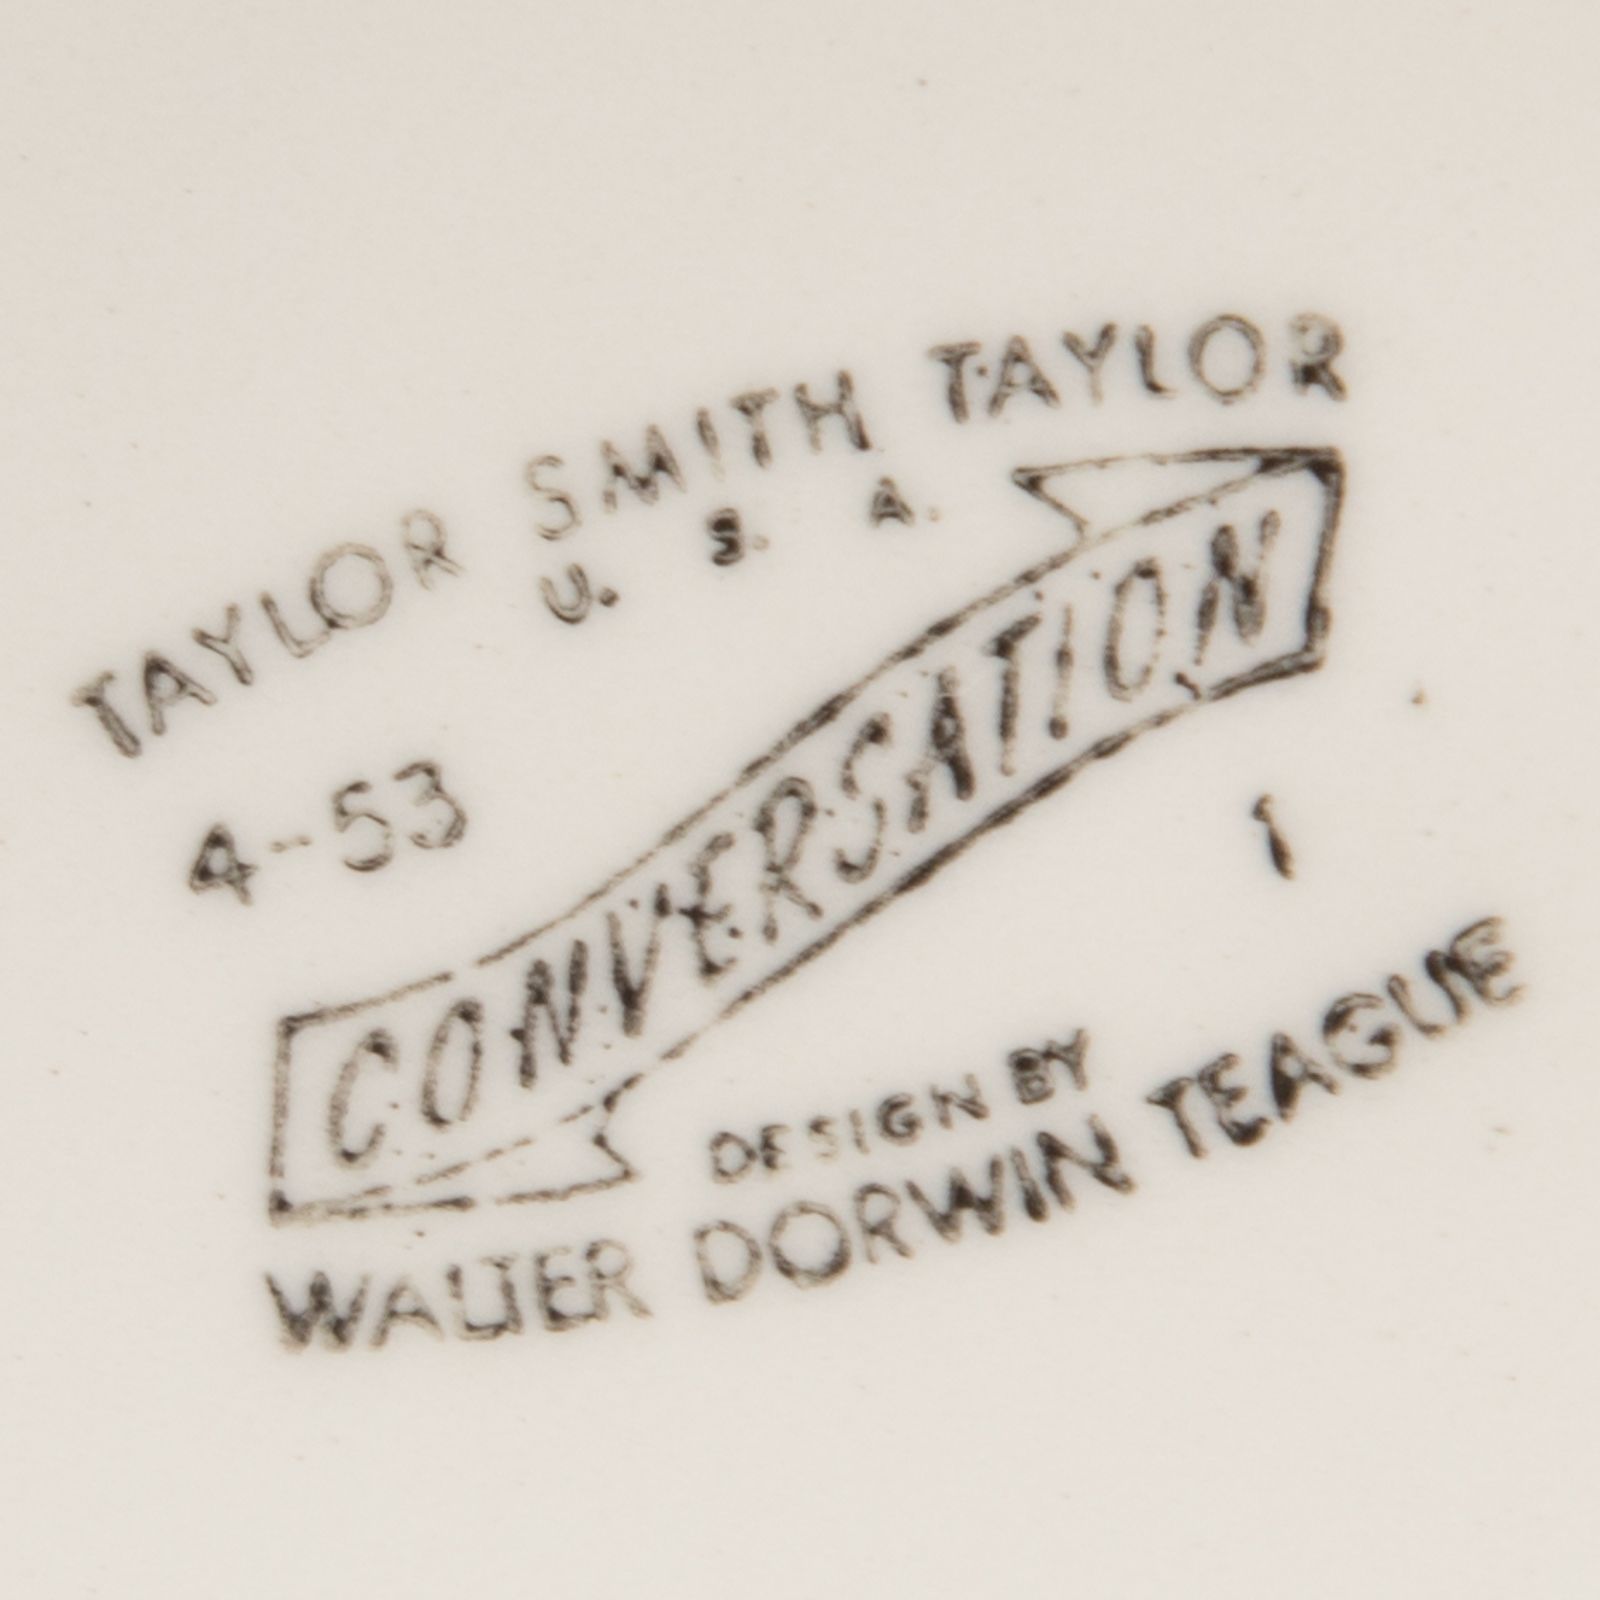 TAYLOR SMITH TAYLOR
U. S. A.
4-53
CONVERSATION
1
DESIGN BY
WALTER DORWIN TEAGUE